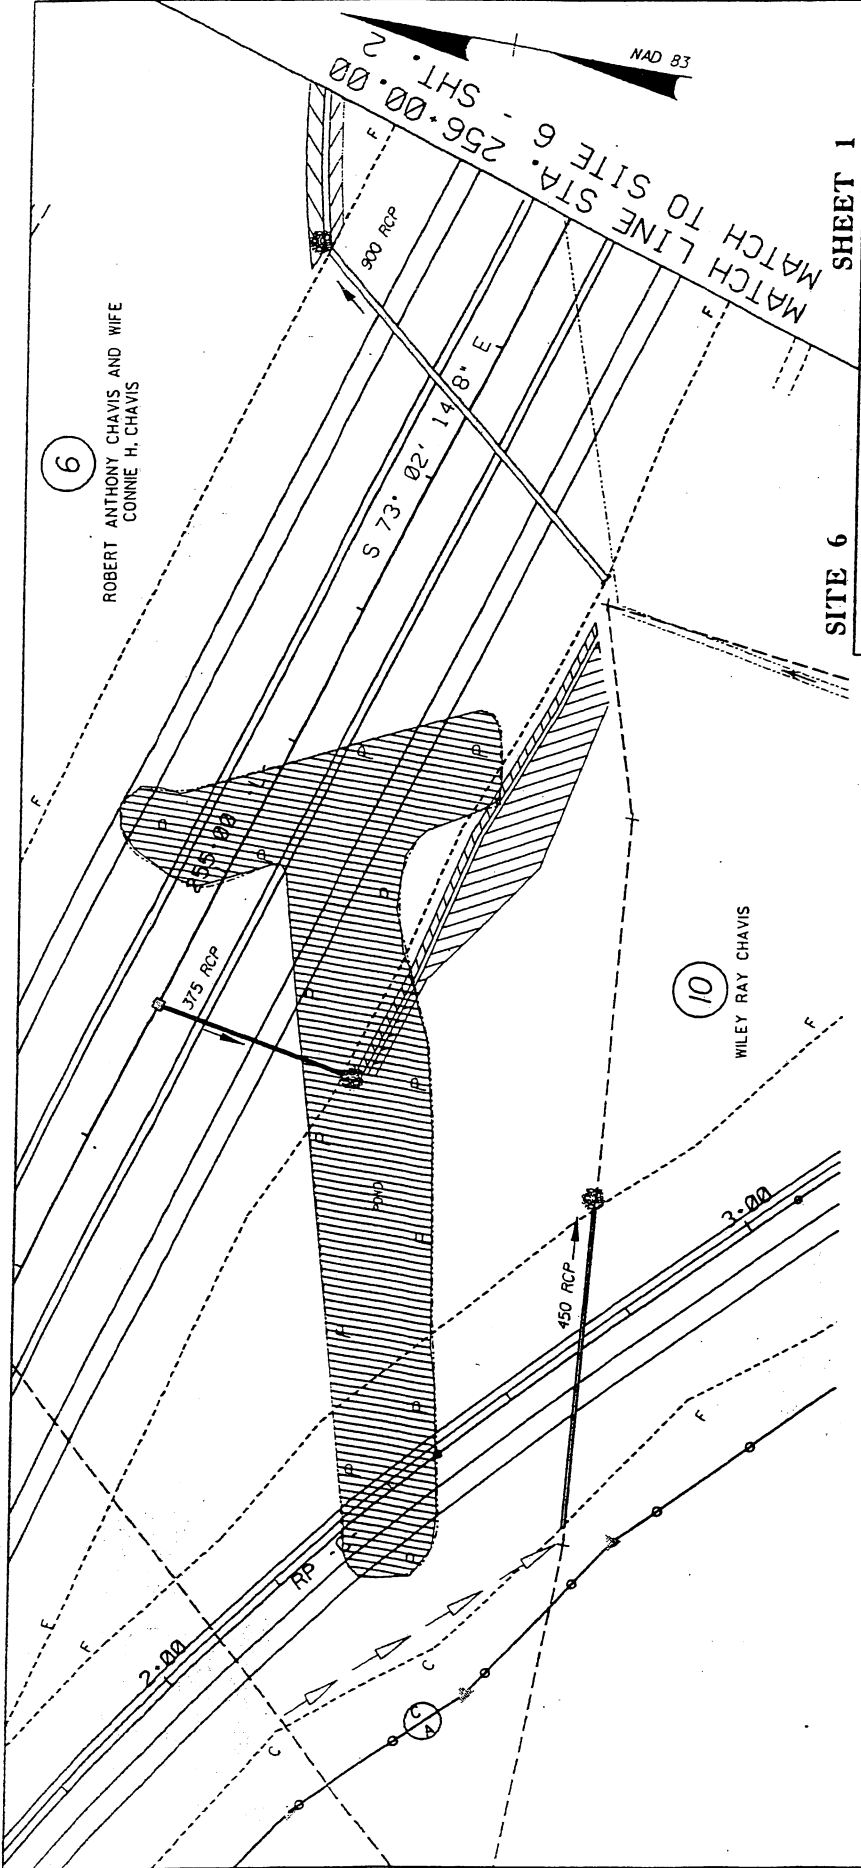 NAD 83
MATCH LINE STA. 256+00.00
MATCH TO SITE 6 - SHT. 2
6
ROBERT ANTHONY CHAVIS AND WIFE
CONNIE H. CHAVIS
F
F
900 RCP
S 73° 02' 14.8" E
F
F
255+00
375 RCP
POND
P
P
P
P
P
P
P
P
P
P
P
P
P
10
WILEY RAY CHAVIS
F
450 RCP
3+00
F
2+00
RP
E
F
C
C
C
A
SITE 6
SHEET 1